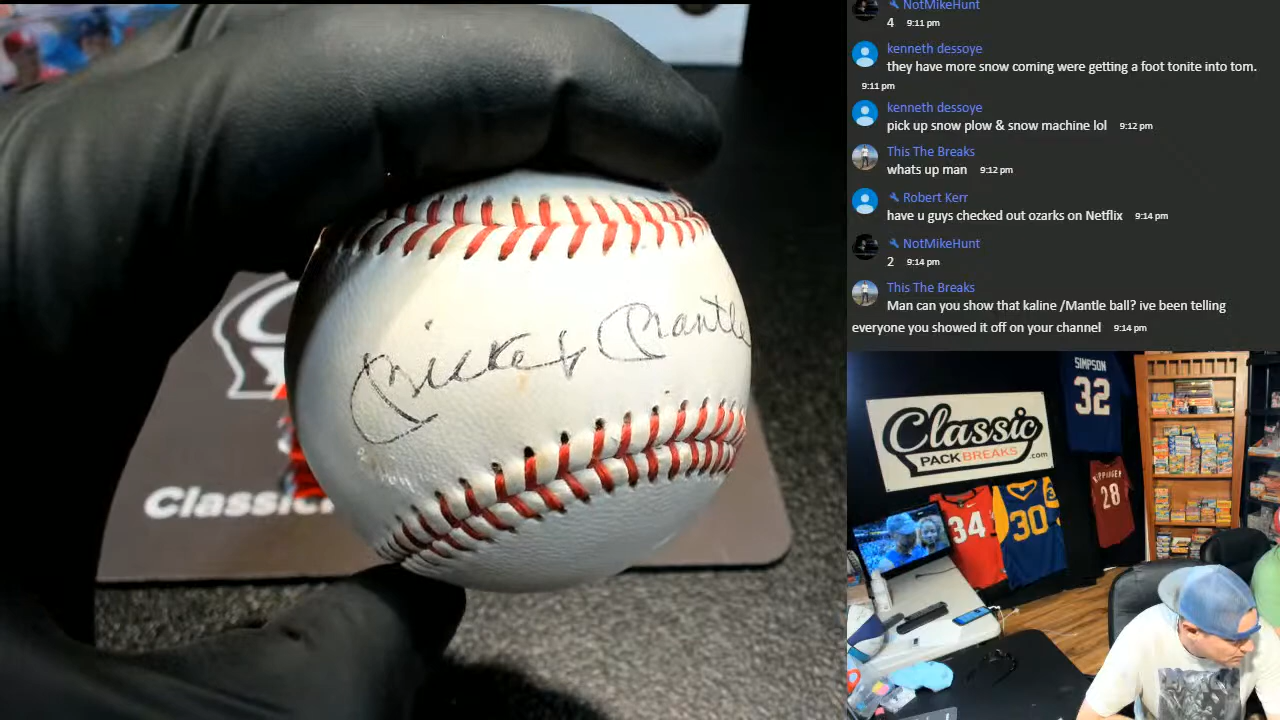 Mickey Mantle
Classic
NotMikeHunt
4 9:11 pm
kenneth dessoye
they have more snow coming were getting a foot tonite into tom.
9:11 pm
kenneth dessoye
pick up snow plow & snow machine lol 9:12 pm
This The Breaks
whats up man 9:12 pm
Robert Kerr
have u guys checked out ozarks on Netflix 9:14 pm
NotMikeHunt
2 9:14 pm
This The Breaks
Man can you show that kaline /Mantle ball? ive been telling
everyone you showed it off on your channel 9:14 pm
SIMPSON
32
Classic
PACKBREAKS.com
34
30
28